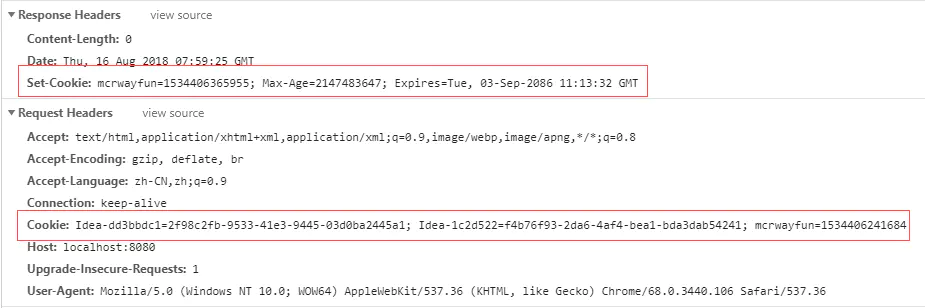 Response Headers view source
Content-Length: 0
Date: Thu, 16 Aug 2018 07:59:25 GMT
Set-Cookie: mcrwayfun=1534406365955; Max-Age=2147483647; Expires=Tue, 03-Sep-2086 11:13:32 GMT
Request Headers view source
Accept: text/html,application/xhtml+xml,application/xml;q=0.9,image/webp,image/apng,*/*;q=0.8
Accept-Encoding: gzip, deflate, br
Accept-Language: zh-CN,zh;q=0.9
Connection: keep-alive
Cookie: Idea-dd3bbdc1=2f98c2fb-9533-41e3-9445-03d0ba2445a1; Idea-1c2d522=f4b76f93-2da6-4af4-bea1-bda3dab54241; mcrwayfun=1534406241684
Host: localhost:8080
Upgrade-Insecure-Requests: 1
User-Agent: Mozilla/5.0 (Windows NT 10.0; WOW64) AppleWebKit/537.36 (KHTML, like Gecko) Chrome/68.0.3440.106 Safari/537.36